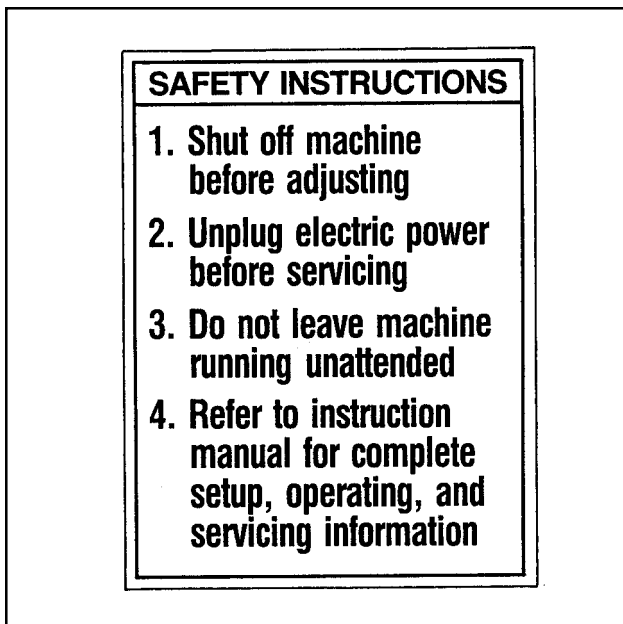 SAFETY INSTRUCTIONS
1. Shut off machine
before adjusting
2. Unplug electric power
before servicing
3. Do not leave machine
running unattended
4. Refer to instruction
manual for complete
setup, operating, and
servicing information